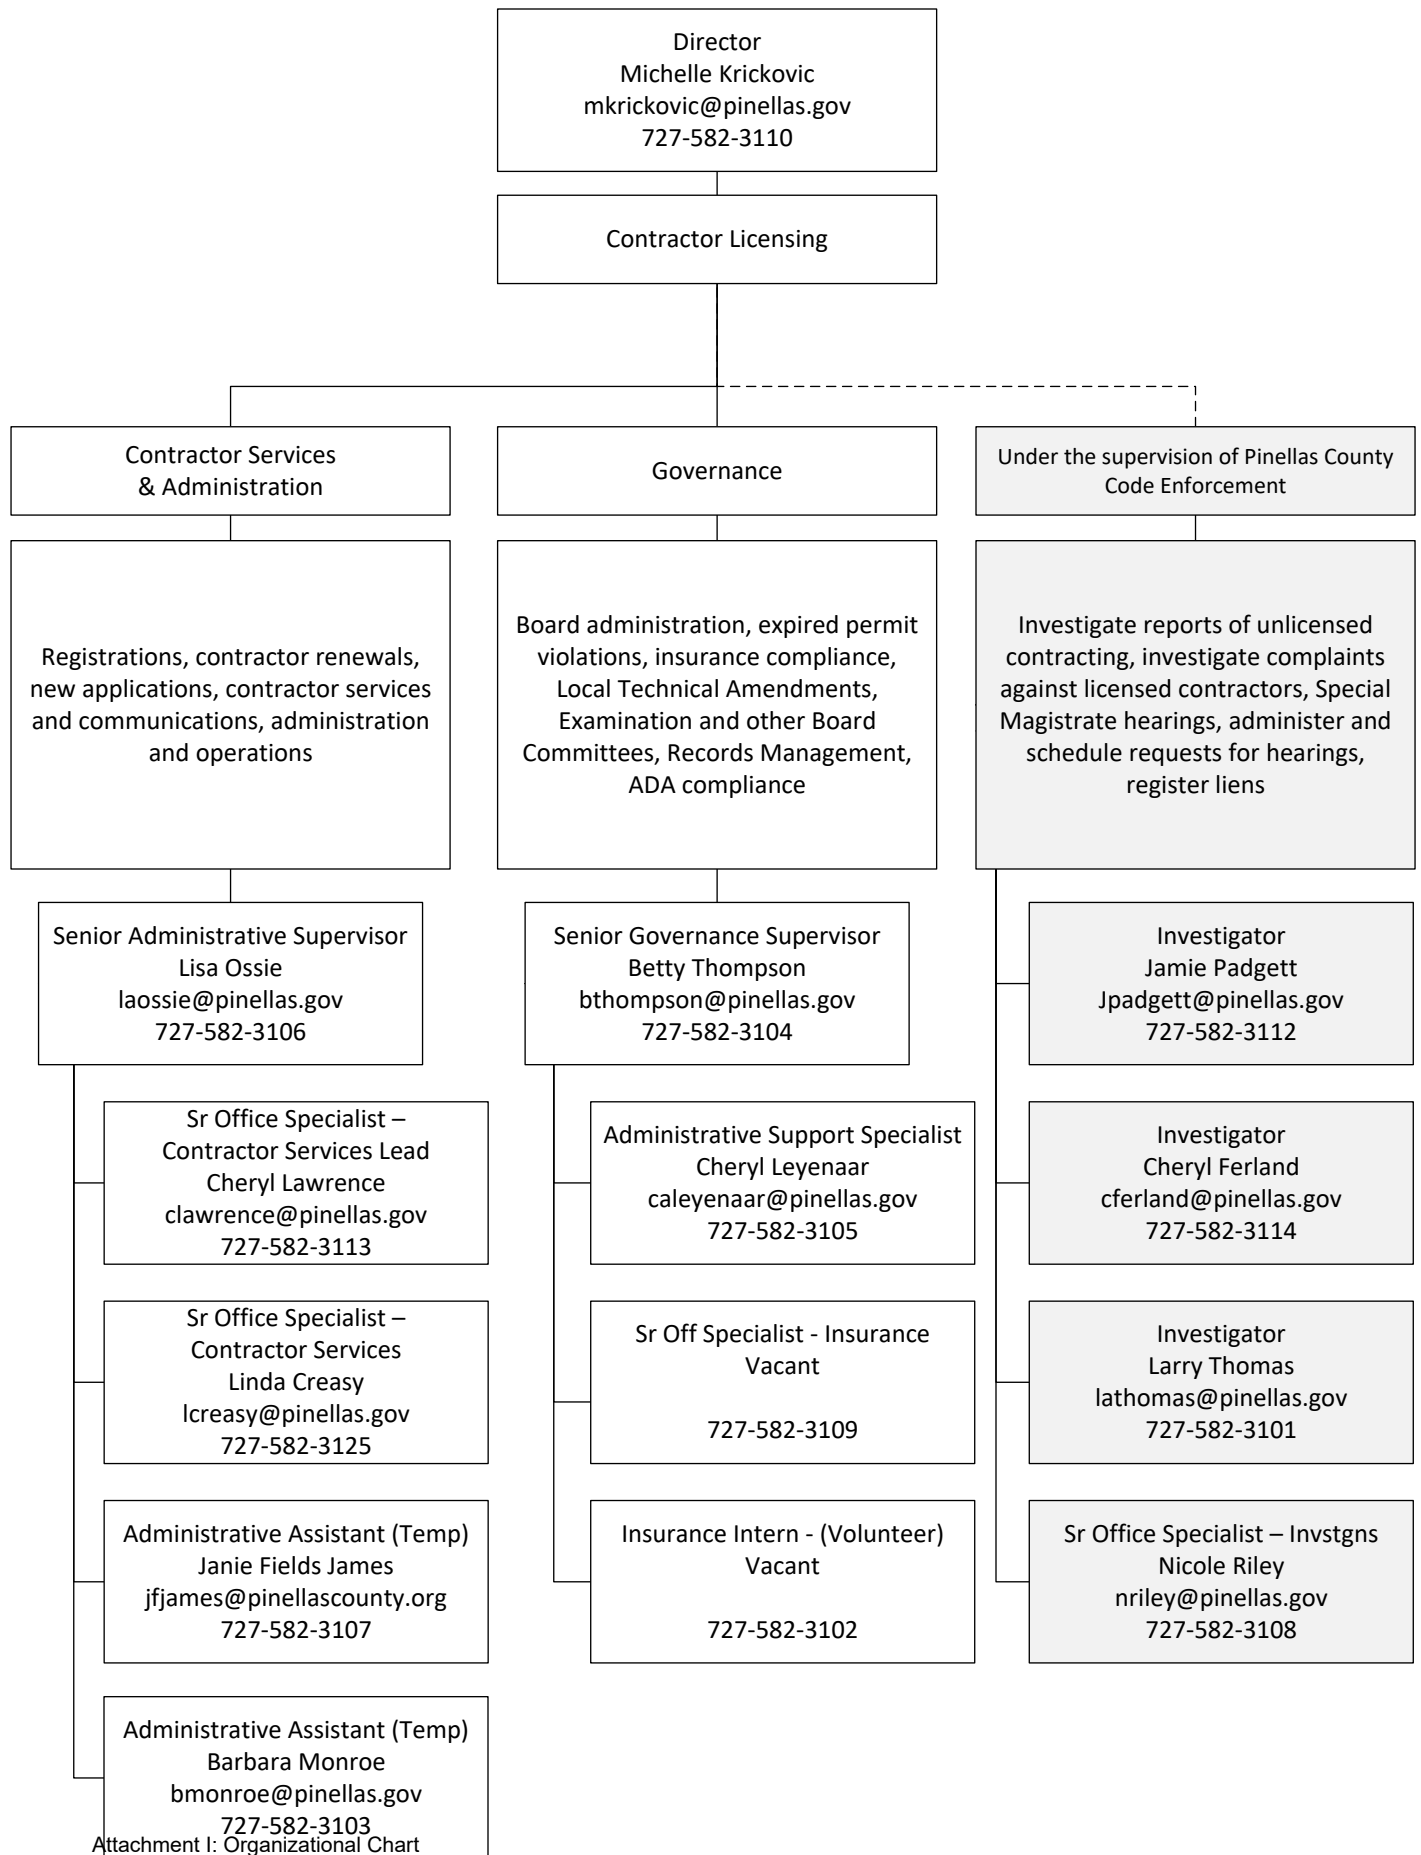 Director
Michelle Krickovic
mkrickovic@pinellas.gov
727-582-3110
Contractor Licensing
Contractor Services
& Administration
Governance
Under the supervision of Pinellas County
Code Enforcement
Registrations, contractor renewals,
new applications, contractor services
and communications, administration
and operations
Board administration, expired permit
violations, insurance compliance,
Local Technical Amendments,
Examination and other Board
Committees, Records Management,
ADA compliance
Investigate reports of unlicensed
contracting, investigate complaints
against licensed contractors, Special
Magistrate hearings, administer and
schedule requests for hearings,
register liens
Senior Administrative Supervisor
Lisa Ossie
laossie@pinellas.gov
727-582-3106
Sr Office Specialist –
Contractor Services Lead
Cheryl Lawrence
clawrence@pinellas.gov
727-582-3113
Sr Office Specialist –
Contractor Services
Linda Creasy
lcreasy@pinellas.gov
727-582-3125
Administrative Assistant (Temp)
Janie Fields James
jfjames@pinellascounty.org
727-582-3107
Administrative Assistant (Temp)
Barbara Monroe
bmonroe@pinellas.gov
727-582-3103
Senior Governance Supervisor
Betty Thompson
bthompson@pinellas.gov
727-582-3104
Administrative Support Specialist
Cheryl Leyenaar
caleyenaar@pinellas.gov
727-582-3105
Sr Off Specialist - Insurance
Vacant
727-582-3109
Insurance Intern - (Volunteer)
Vacant
727-582-3102
Investigator
Jamie Padgett
Jpadgett@pinellas.gov
727-582-3112
Investigator
Cheryl Ferland
cferland@pinellas.gov
727-582-3114
Investigator
Larry Thomas
lathomas@pinellas.gov
727-582-3101
Sr Office Specialist – Invstgns
Nicole Riley
nriley@pinellas.gov
727-582-3108
Attachment I: Organizational Chart